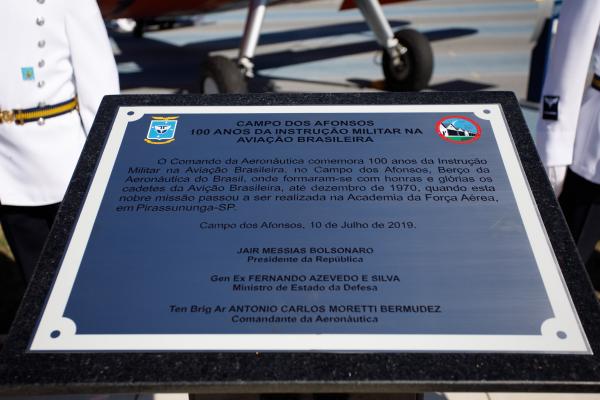 CAMPO DOS AFONSOS
100 ANOS DA INSTRUÇÃO MILITAR NA
AVIAÇÃO BRASILEIRA
O Comando da Aeronáutica comemora 100 anos da Instrução
Militar na Aviação Brasileira, no Campo dos Afonsos, Berço da
Aeronáutica do Brasil, onde formaram-se com honras e glórias os
cadetes da Avição Brasileira, até dezembro de 1970, quando esta
nobre missão passou a ser realizada na Academia da Força Aérea,
em Pirassununga-SP.
Campo dos Afonsos, 10 de Julho de 2019.
JAIR MESSIAS BOLSONARO
Presidente da República
Gen Ex FERNANDO AZEVEDO E SILVA
Ministro de Estado da Defesa
Ten Brig Ar ANTONIO CARLOS MORETTI BERMUDEZ
Comandante da Aeronáutica